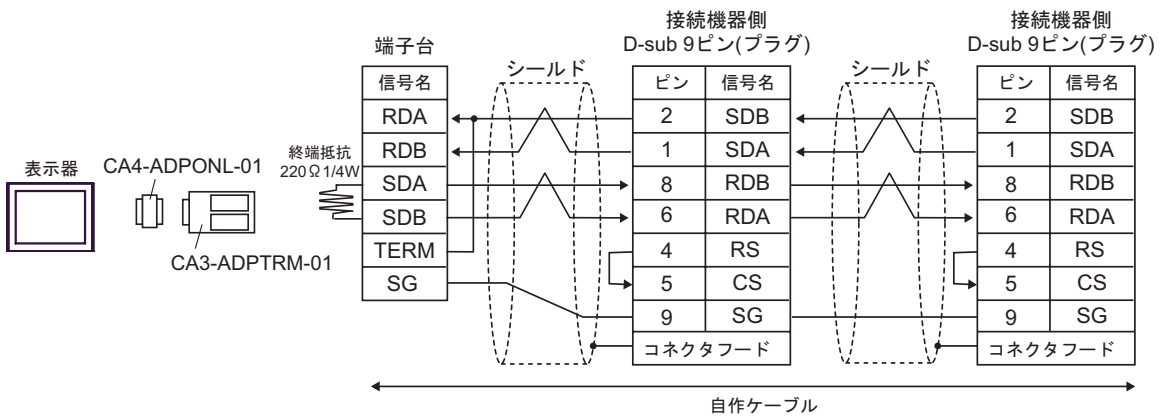 表示器
CA4-ADPONL-01
CA3-ADPTRM-01
終端抵抗
220Ω1/4W
端子台
信号名
RDA
RDB
SDA
SDB
TERM
SG
シールド
接続機器側
D-sub 9ピン(プラグ)
ピン 信号名
2 SDB
1 SDA
8 RDB
6 RDA
4 RS
5 CS
9 SG
コネクタフード
シールド
接続機器側
D-sub 9ピン(プラグ)
ピン 信号名
2 SDB
1 SDA
8 RDB
6 RDA
4 RS
5 CS
9 SG
コネクタフード
自作ケーブル